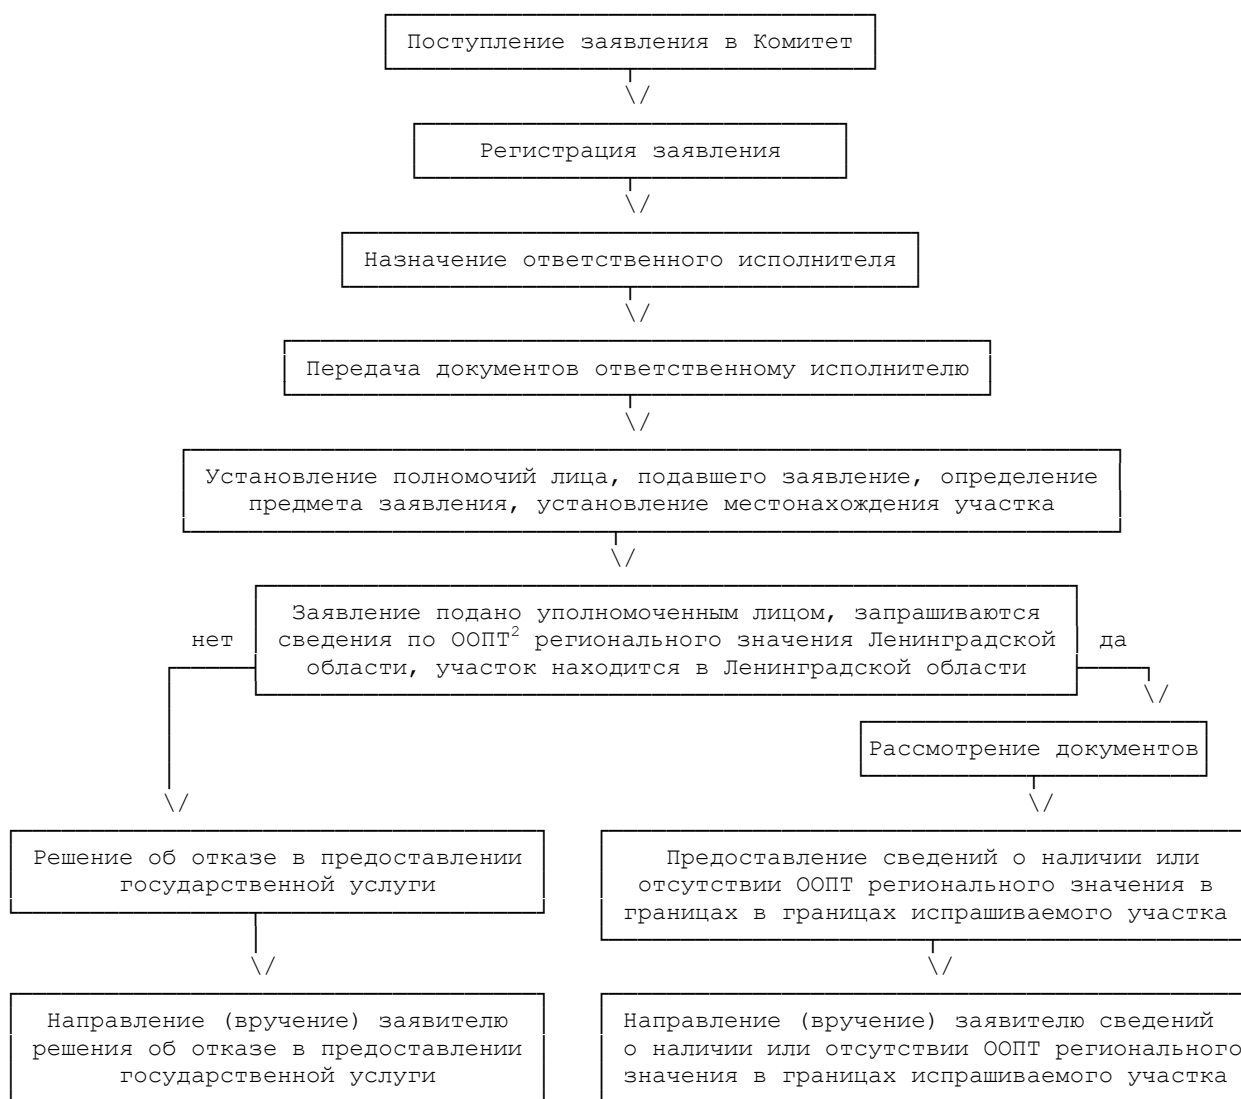 Поступление заявления в Комитет
Регистрация заявления
Назначение ответственного исполнителя
Передача документов ответственному исполнителю
Установление полномочий лица, подавшего заявление, определение
предмета заявления, установление местонахождения участка
Заявление подано уполномоченным лицом, запрашиваются
нет
сведения по ООПТ² регионального значения Ленинградской
да
области, участок находится в Ленинградской области
Рассмотрение документов
Решение об отказе в предоставлении
государственной услуги
Предоставление сведений о наличии или
отсутствии ООПТ регионального значения в
границах в границах испрашиваемого участка
Направление (вручение) заявителю
решения об отказе в предоставлении
государственной услуги
Направление (вручение) заявителю сведений
о наличии или отсутствии ООПТ регионального
значения в границах испрашиваемого участка